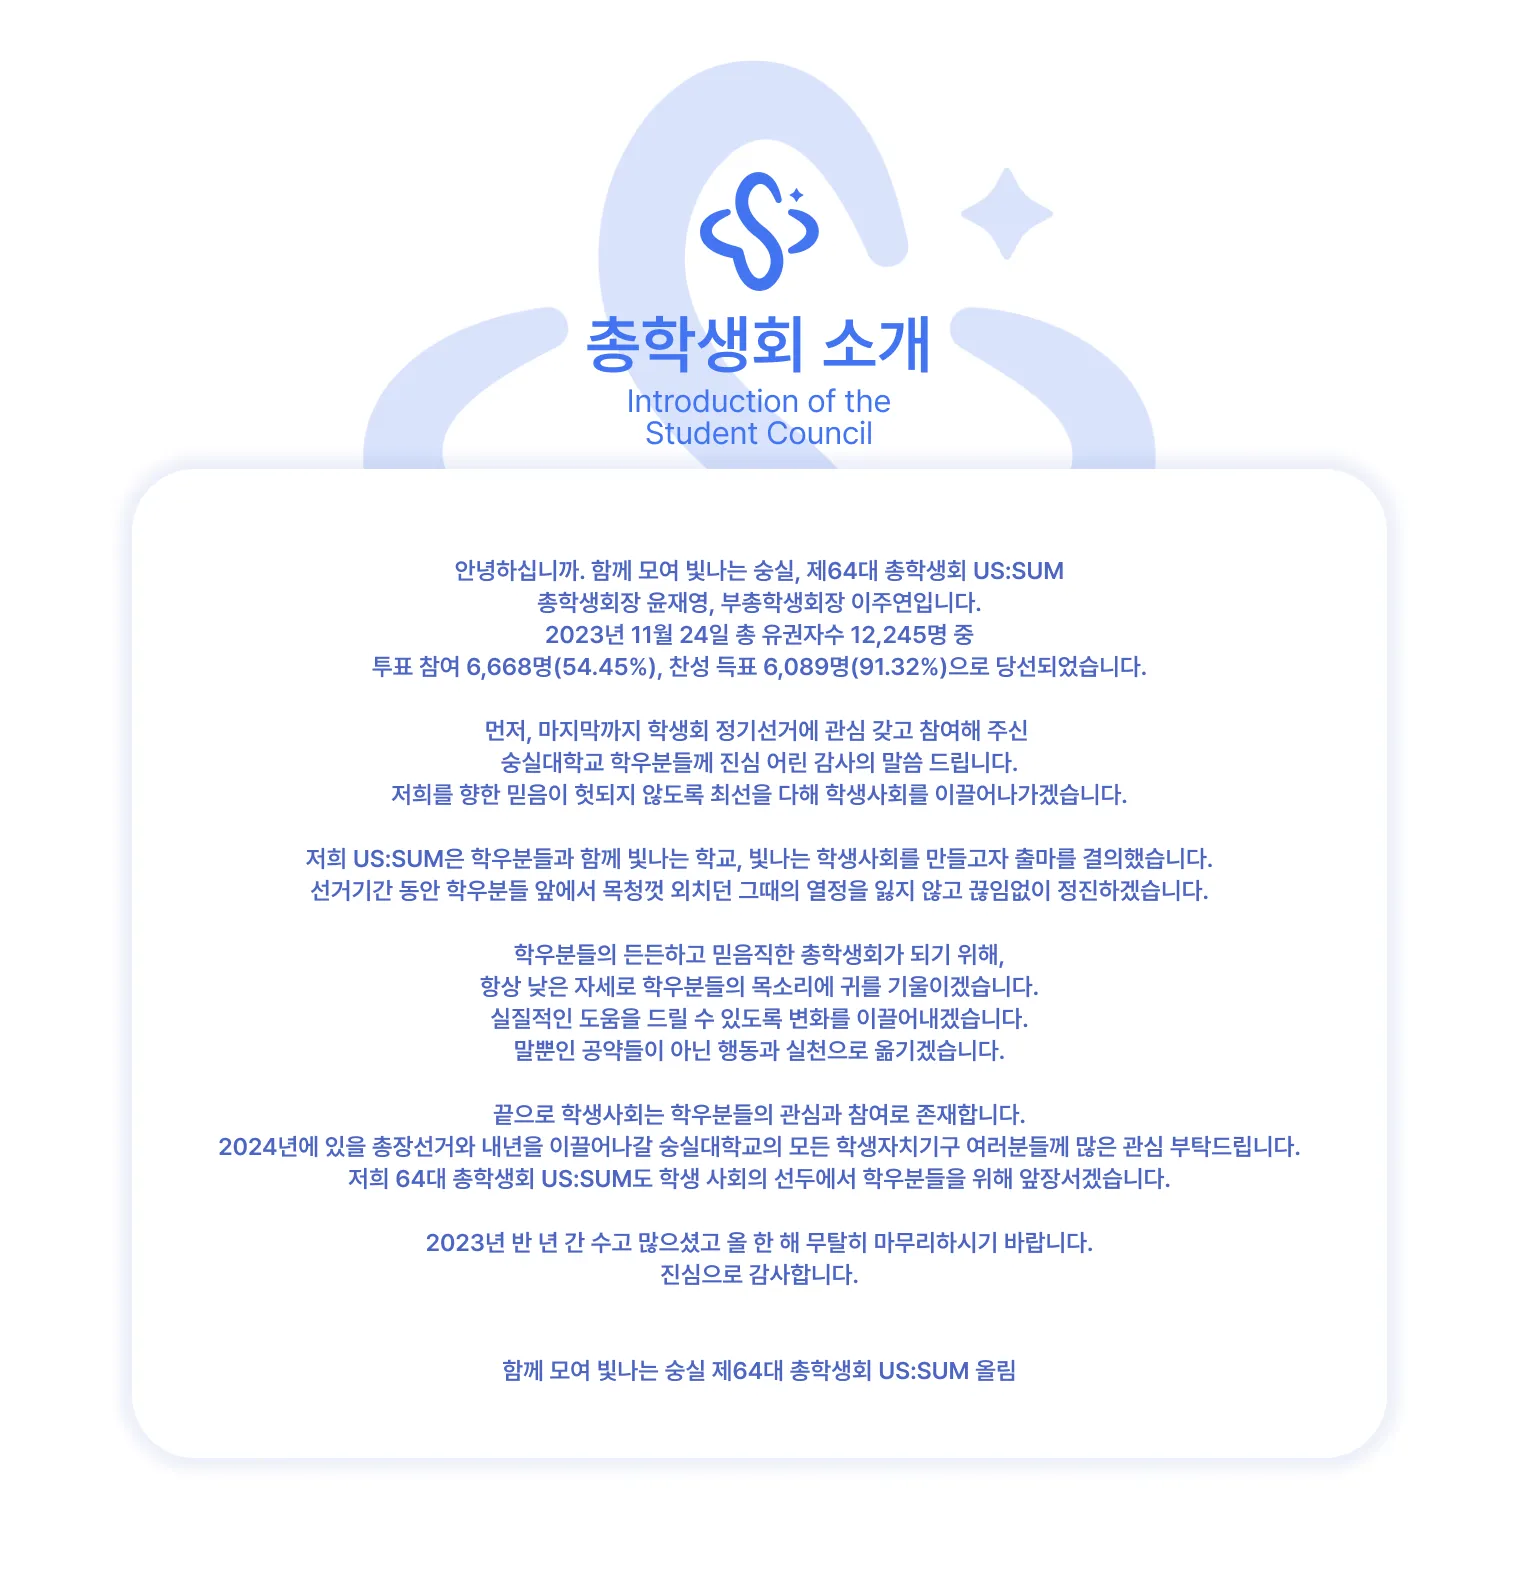 총학생회 소개
Introduction of the
Student Council
안녕하십니까. 함께 모여 빛나는 숭실, 제64대 총학생회 US:SUM
총학생회장 윤재영, 부총학생회장 이주연입니다.
2023년 11월 24일 총 유권자수 12,245명 중
투표 참여 6,668명(54.45%), 찬성 득표 6,089명(91.32%)으로 당선되었습니다.
먼저, 마지막까지 학생회 정기선거에 관심 갖고 참여해 주신
숭실대학교 학우분들께 진심 어린 감사의 말씀 드립니다.
저희를 향한 믿음이 헛되지 않도록 최선을 다해 학생사회를 이끌어나가겠습니다.
저희 US:SUM은 학우분들과 함께 빛나는 학교, 빛나는 학생사회를 만들고자 출마를 결의했습니다.
선거기간 동안 학우분들 앞에서 목청껏 외치던 그때의 열정을 잃지 않고 끊임없이 정진하겠습니다.
학우분들의 든든하고 믿음직한 총학생회가 되기 위해,
항상 낮은 자세로 학우분들의 목소리에 귀를 기울이겠습니다.
실질적인 도움을 드릴 수 있도록 변화를 이끌어내겠습니다.
말뿐인 공약들이 아닌 행동과 실천으로 옮기겠습니다.
끝으로 학생사회는 학우분들의 관심과 참여로 존재합니다.
2024년에 있을 총장선거와 내년을 이끌어나갈 숭실대학교의 모든 학생자치기구 여러분들께 많은 관심 부탁드립니다.
저희 64대 총학생회 US:SUM도 학생 사회의 선두에서 학우분들을 위해 앞장서겠습니다.
2023년 반 년 간 수고 많으셨고 올 한 해 무탈히 마무리하시기 바랍니다.
진심으로 감사합니다.
함께 모여 빛나는 숭실 제64대 총학생회 US:SUM 올림